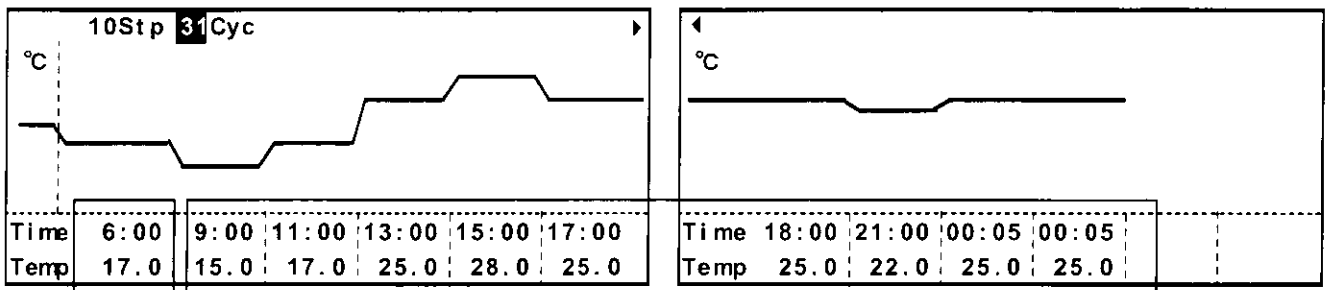 10Stp 31Cyc
°C
Time 6:00 9:00 11:00 13:00 15:00 17:00
Temp 17.0 15.0 17.0 25.0 28.0 25.0
°C
Time 18:00 21:00 00:05 00:05
Temp 25.0 22.0 25.0 25.0